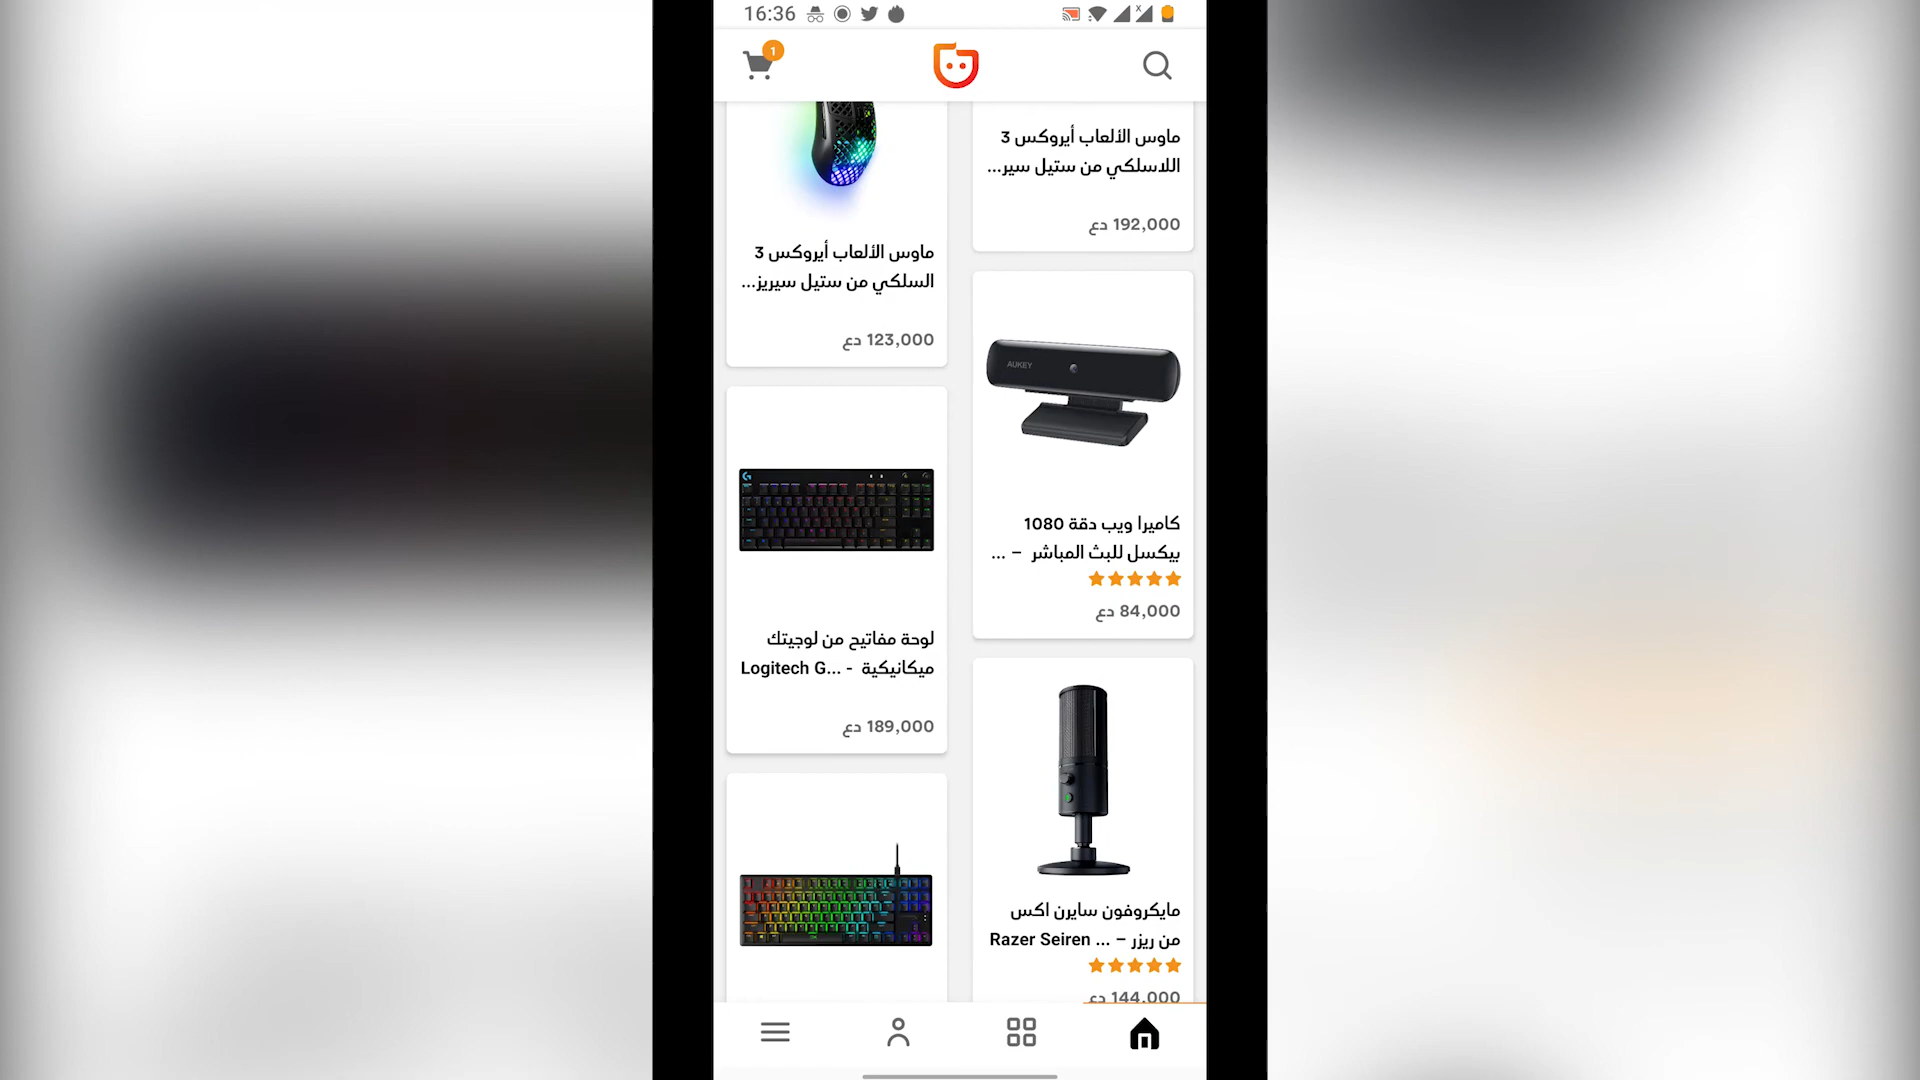 16:36
1
ماوس الألعاب أيروكس 3
اللاسلكي من ستيل سير...
192,000 دع
ماوس الألعاب أيروكس 3
السلكي من ستيل سيريز...
123,000 دع
AUKEY
كاميرا ويب دقة 1080
بيكسل للبث المباشر – ...
84,000 دع
لوحة مفاتيح من لوجيتك
ميكانيكية - Logitech G...
189,000 دع
مايكروفون سايرن اكس
من ريزر – Razer Seiren ...
144,000 دع